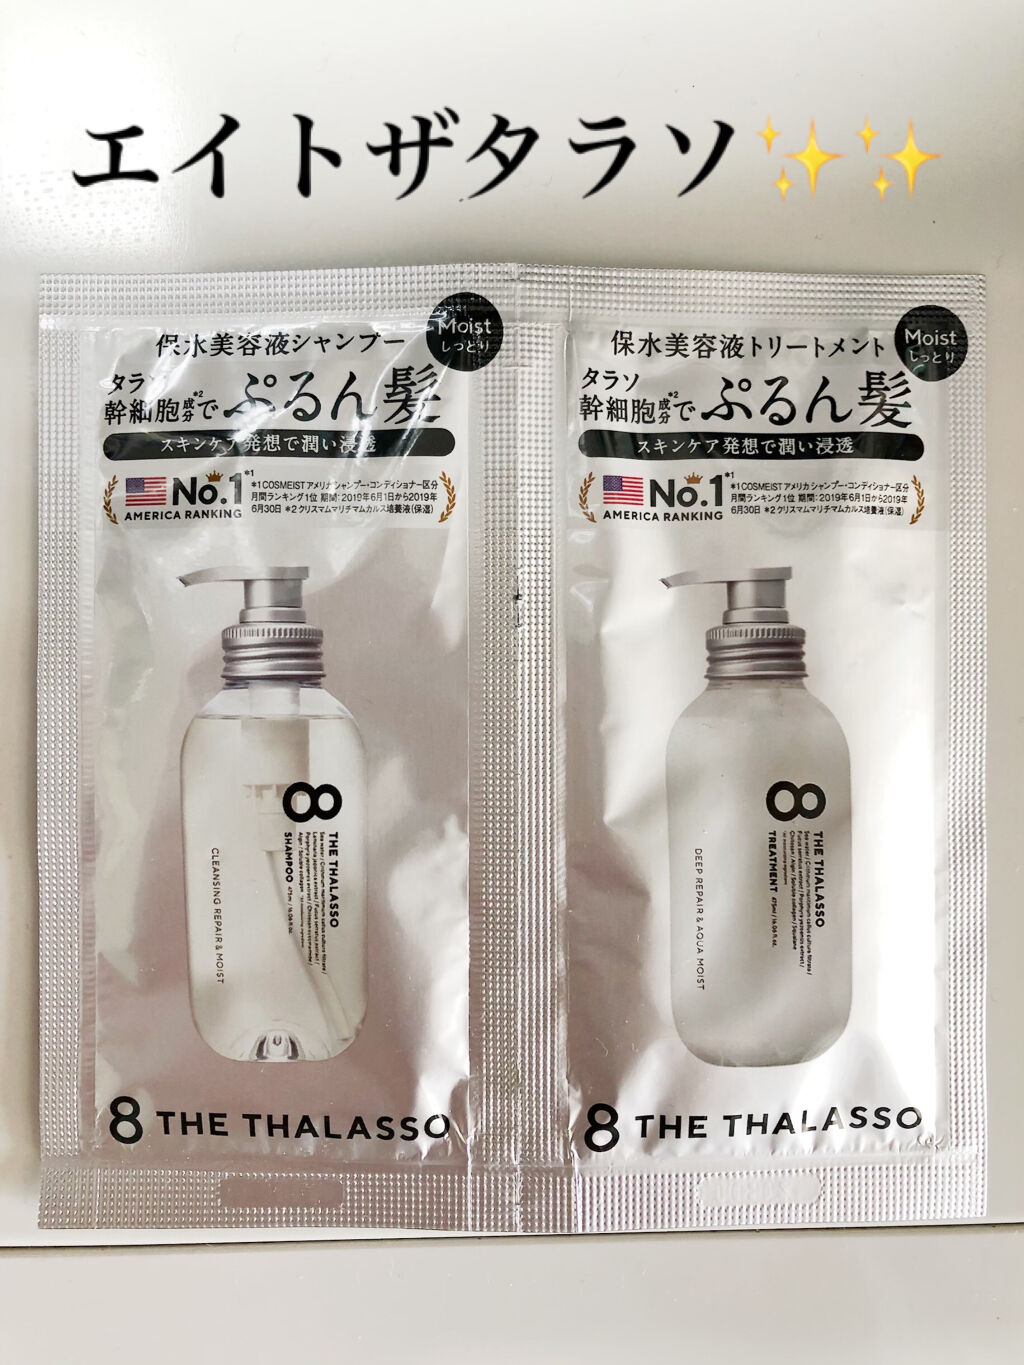 エイトザタラソ✨✨
保水美容液シャンプー
Moist
しっとり
タラソ
幹細胞成分*2で ぷるん髪
スキンケア発想で潤い浸透
No.1*1
AMERICA RANKING
*1 COSMEIST アメリカ シャンプー・コンディショナー区分
月間ランキング1位 期間: 2019年6月1日から2019年
6月30日 *2 クリスマムマリチマムカルス培養液(保湿)
8
THE THALASSO
SHAMPOO 475ml / 16.06 fl.oz.
CLEANSING REPAIR & MOIST
8 THE THALASSO
保水美容液トリートメント
Moist
しっとり
タラソ
幹細胞成分*2で ぷるん髪
スキンケア発想で潤い浸透
No.1*1
AMERICA RANKING
*1 COSMEIST アメリカ シャンプー・コンディショナー区分
月間ランキング1位 期間: 2019年6月1日から2019年
6月30日 *2 クリスマムマリチマムカルス培養液(保湿)
8
THE THALASSO
TREATMENT 475ml / 16.06 fl.oz.
DEEP REPAIR & AQUA MOIST
8 THE THALASSO